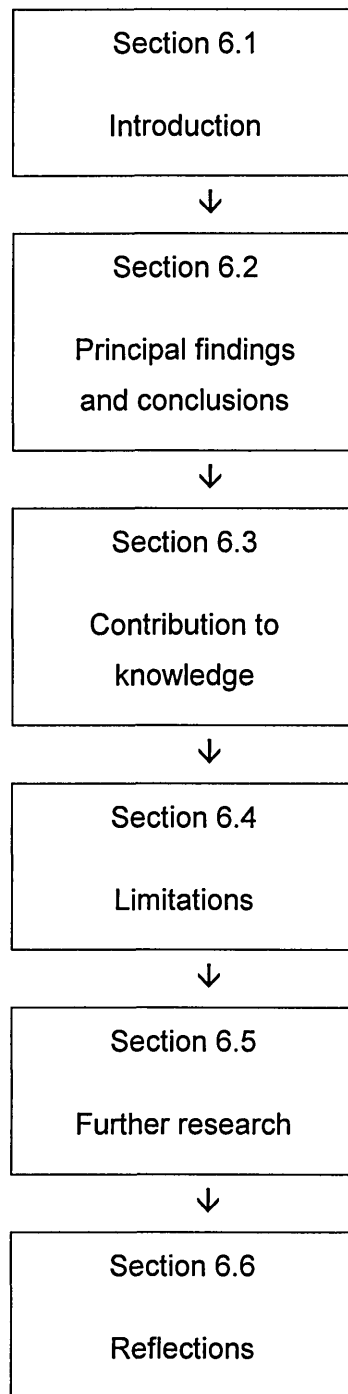 Section 6.1
Introduction
↓
Section 6.2
Principal findings
and conclusions
↓
Section 6.3
Contribution to
knowledge
↓
Section 6.4
Limitations
↓
Section 6.5
Further research
↓
Section 6.6
Reflections